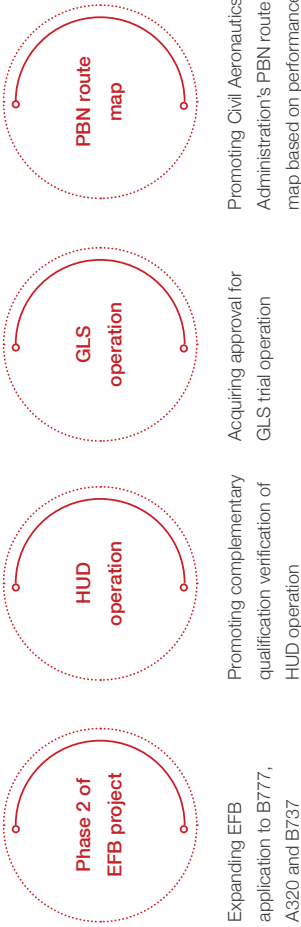 Phase 2 of
EFB project
Expanding EFB
application to B777,
A320 and B737
HUD
operation
Promoting complementary
qualification verification of
HUD operation
GLS
operation
Acquiring approval for
GLS trial operation
PBN route
map
Promoting Civil Aeronautics
Administration's PBN route
map based on performance